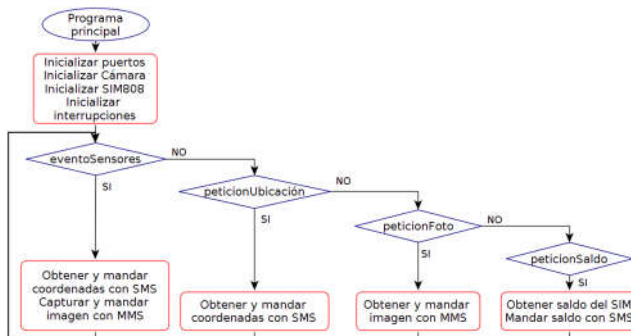 Programa
principal
Inicializar puertos
Inicializar Cámara
Inicializar SIM808
Inicializar
interrupciones
eventoSensores
NO
SI
peticionUbicación
NO
SI
peticionFoto
NO
SI
peticionSaldo
SI
Obtener y mandar
coordenadas con SMS
Capturar y mandar
imagen con MMS
Obtener y mandar
coordenadas con SMS
Obtener y mandar
imagen con MMS
Obtener saldo del SIM
Mandar saldo con SMS